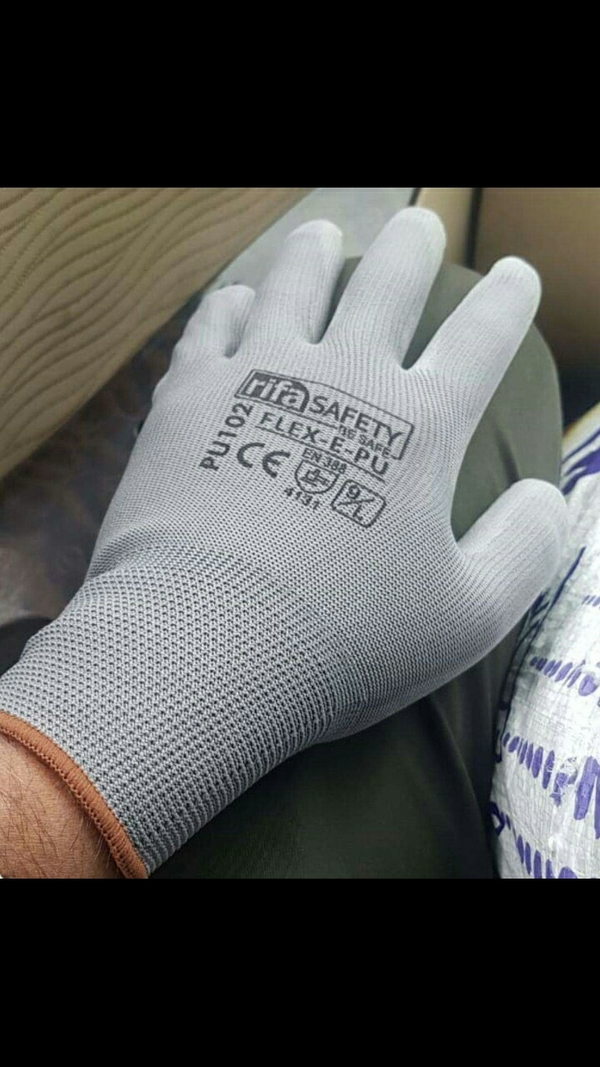 rifa SAFETY
BE SAFE
FLEX-E-PU
PU102
CE
EN 388
4131
9/L